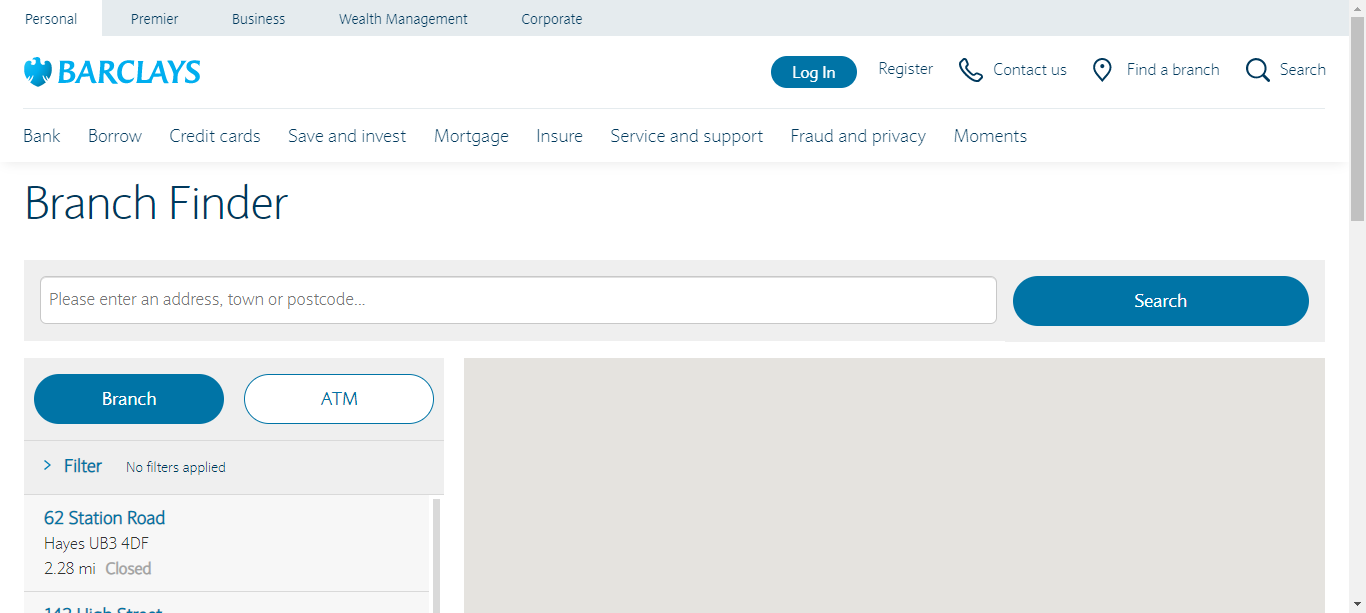 Personal Premier Business Wealth Management Corporate
BARCLAYS
Log In Register Contact us Find a branch Search
Bank Borrow Credit cards Save and invest Mortgage Insure Service and support Fraud and privacy Moments
Branch Finder
Please enter an address, town or postcode... Search
Branch ATM
Filter No filters applied
62 Station Road
Hayes UB3 4DF
2.28 mi Closed
142 High Street